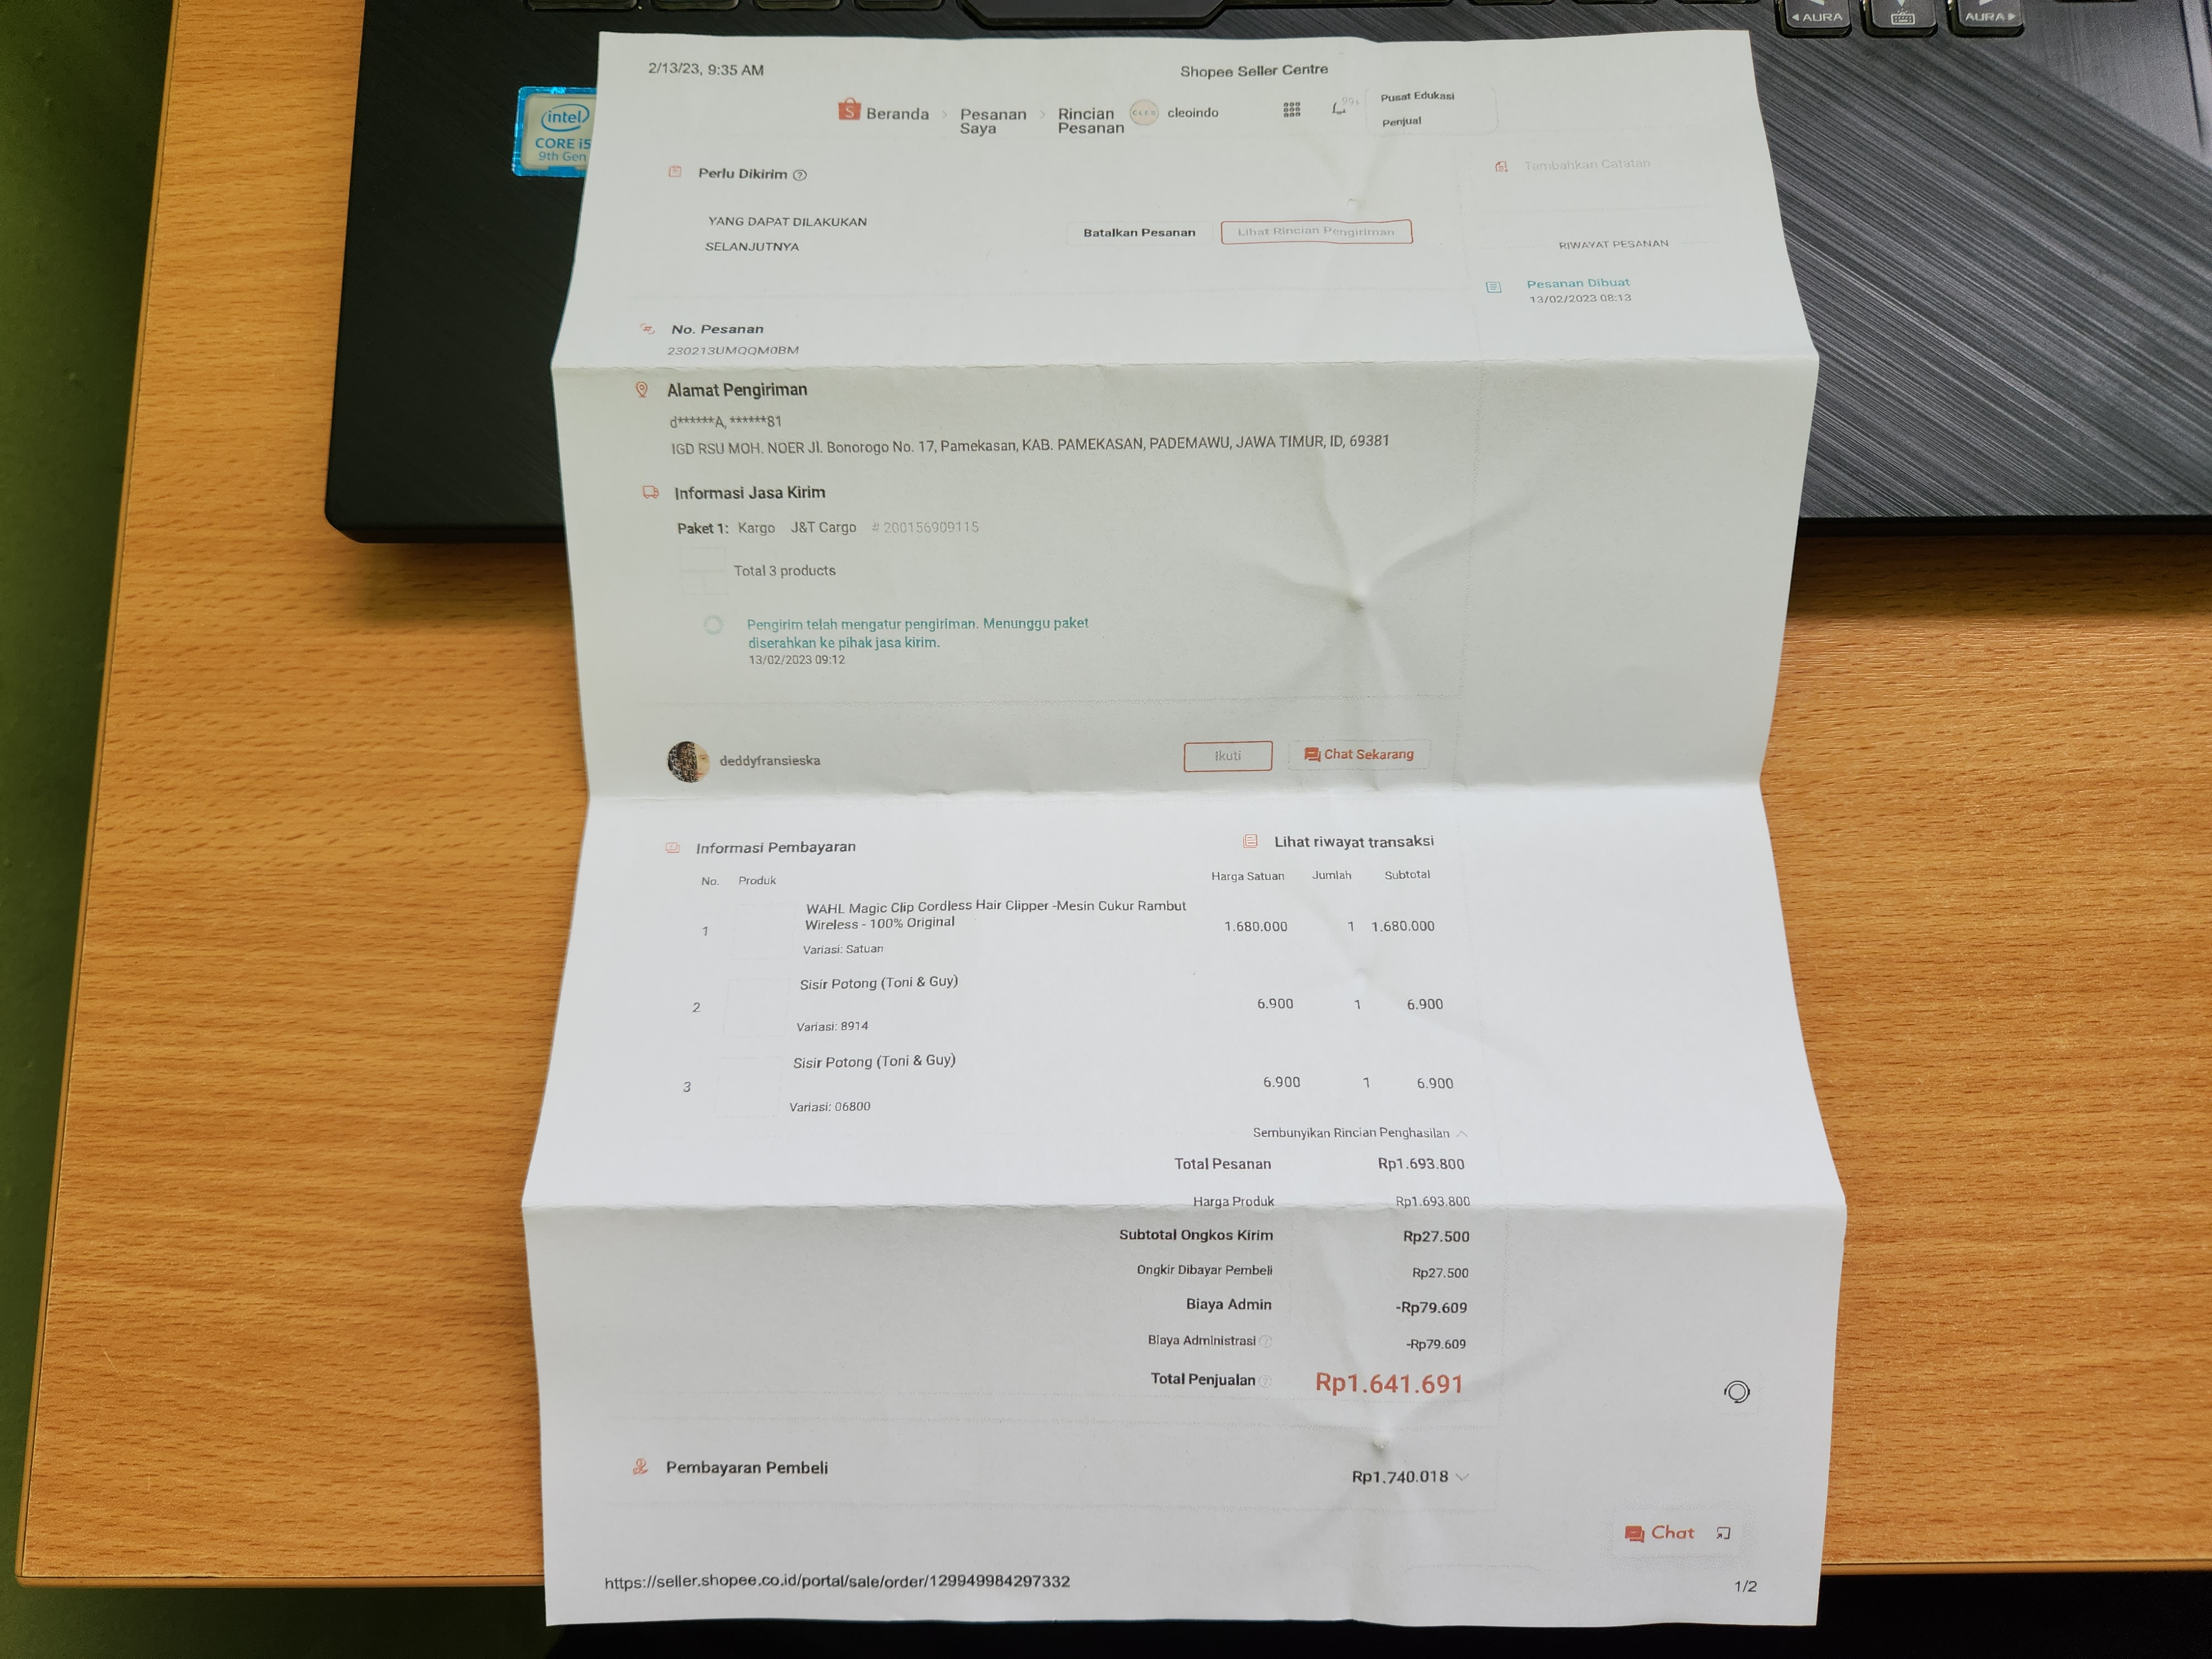 AURA
AURA
intel
CORE i5
9th Gen
2/13/23, 9:35 AM
Shopee Seller Centre
Beranda > Pesanan Saya > Rincian Pesanan
cleoindo
99+
Pusat Edukasi
Penjual
Perlu Dikirim
Tambahkan Catatan
YANG DAPAT DILAKUKAN
SELANJUTNYA
Batalkan Pesanan
Lihat Rincian Pengiriman
RIWAYAT PESANAN
Pesanan Dibuat
13/02/2023 08:13
No. Pesanan
230213UMQQM0BM
Alamat Pengiriman
d******A, ******81
IGD RSU MOH. NOER Jl. Bonorogo No. 17, Pamekasan, KAB. PAMEKASAN, PADEMAWU, JAWA TIMUR, ID, 69381
Informasi Jasa Kirim
Paket 1: Kargo J&T Cargo # 200156909115
Total 3 products
Pengirim telah mengatur pengiriman. Menunggu paket
diserahkan ke pihak jasa kirim.
13/02/2023 09:12
deddyfransieska
Ikuti
Chat Sekarang
Informasi Pembayaran
Lihat riwayat transaksi
No. Produk Harga Satuan Jumlah Subtotal
WAHL Magic Clip Cordless Hair Clipper -Mesin Cukur Rambut
Wireless - 100% Original
1 1.680.000 1 1.680.000
Variasi: Satuan
Sisir Potong (Toni & Guy)
2 6.900 1 6.900
Variasi: 8914
Sisir Potong (Toni & Guy)
3 6.900 1 6.900
Variasi: 06800
Sembunyikan Rincian Penghasilan
Total Pesanan Rp1.693.800
Harga Produk Rp1.693.800
Subtotal Ongkos Kirim Rp27.500
Ongkir Dibayar Pembeli Rp27.500
Biaya Admin -Rp79.609
Biaya Administrasi -Rp79.609
Total Penjualan Rp1.641.691
Pembayaran Pembeli Rp1.740.018
Chat
https://seller.shopee.co.id/portal/sale/order/129949984297332
1/2